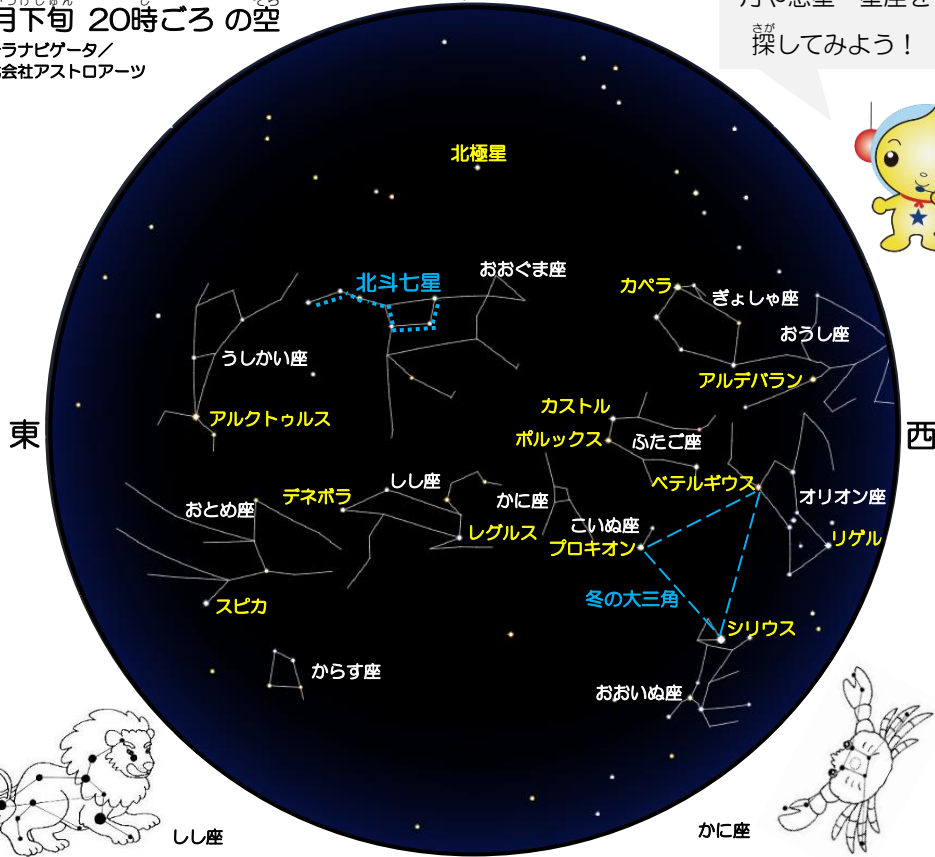 月下旬 20時ごろ の空
ラナビゲータ／
会社アストロアーツ
探してみよう！
さが
北極星
北斗七星
おおぐま座
カペラ
ぎょしゃ座
おうし座
うしかい座
アルデバラン
アルクトゥルス
カストル
ポルックス
ふたご座
東
西
デネボラ
しし座
かに座
ベテルギウス
オリオン座
おとめ座
レグルス
こいぬ座
プロキオン
リゲル
スピカ
冬の大三角
シリウス
からす座
おおいぬ座
しし座
かに座